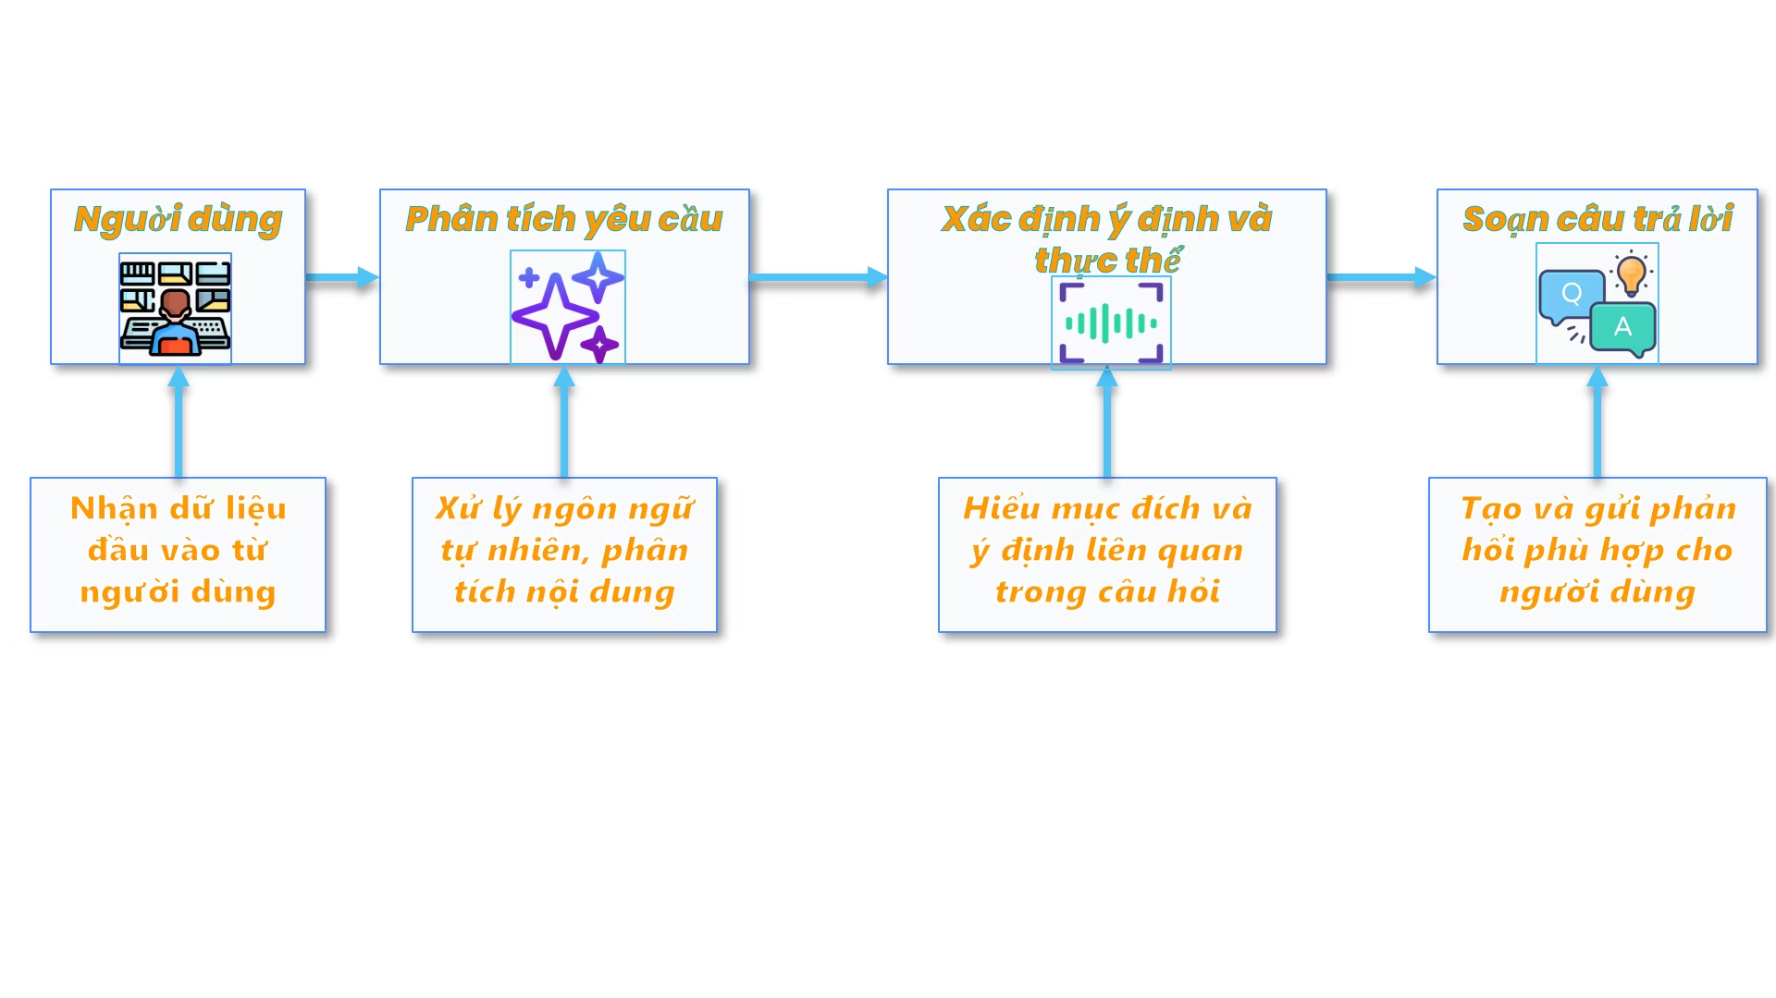 Người dùng
Phân tích yêu cầu
Xác định ý định và
thực thể
Soạn câu trả lời
Q
A
Nhận dữ liệu
đầu vào từ
người dùng
Xử lý ngôn ngữ
tự nhiên, phân
tích nội dung
Hiểu mục đích và
ý định liên quan
trong câu hỏi
Tạo và gửi phản
hồi phù hợp cho
người dùng